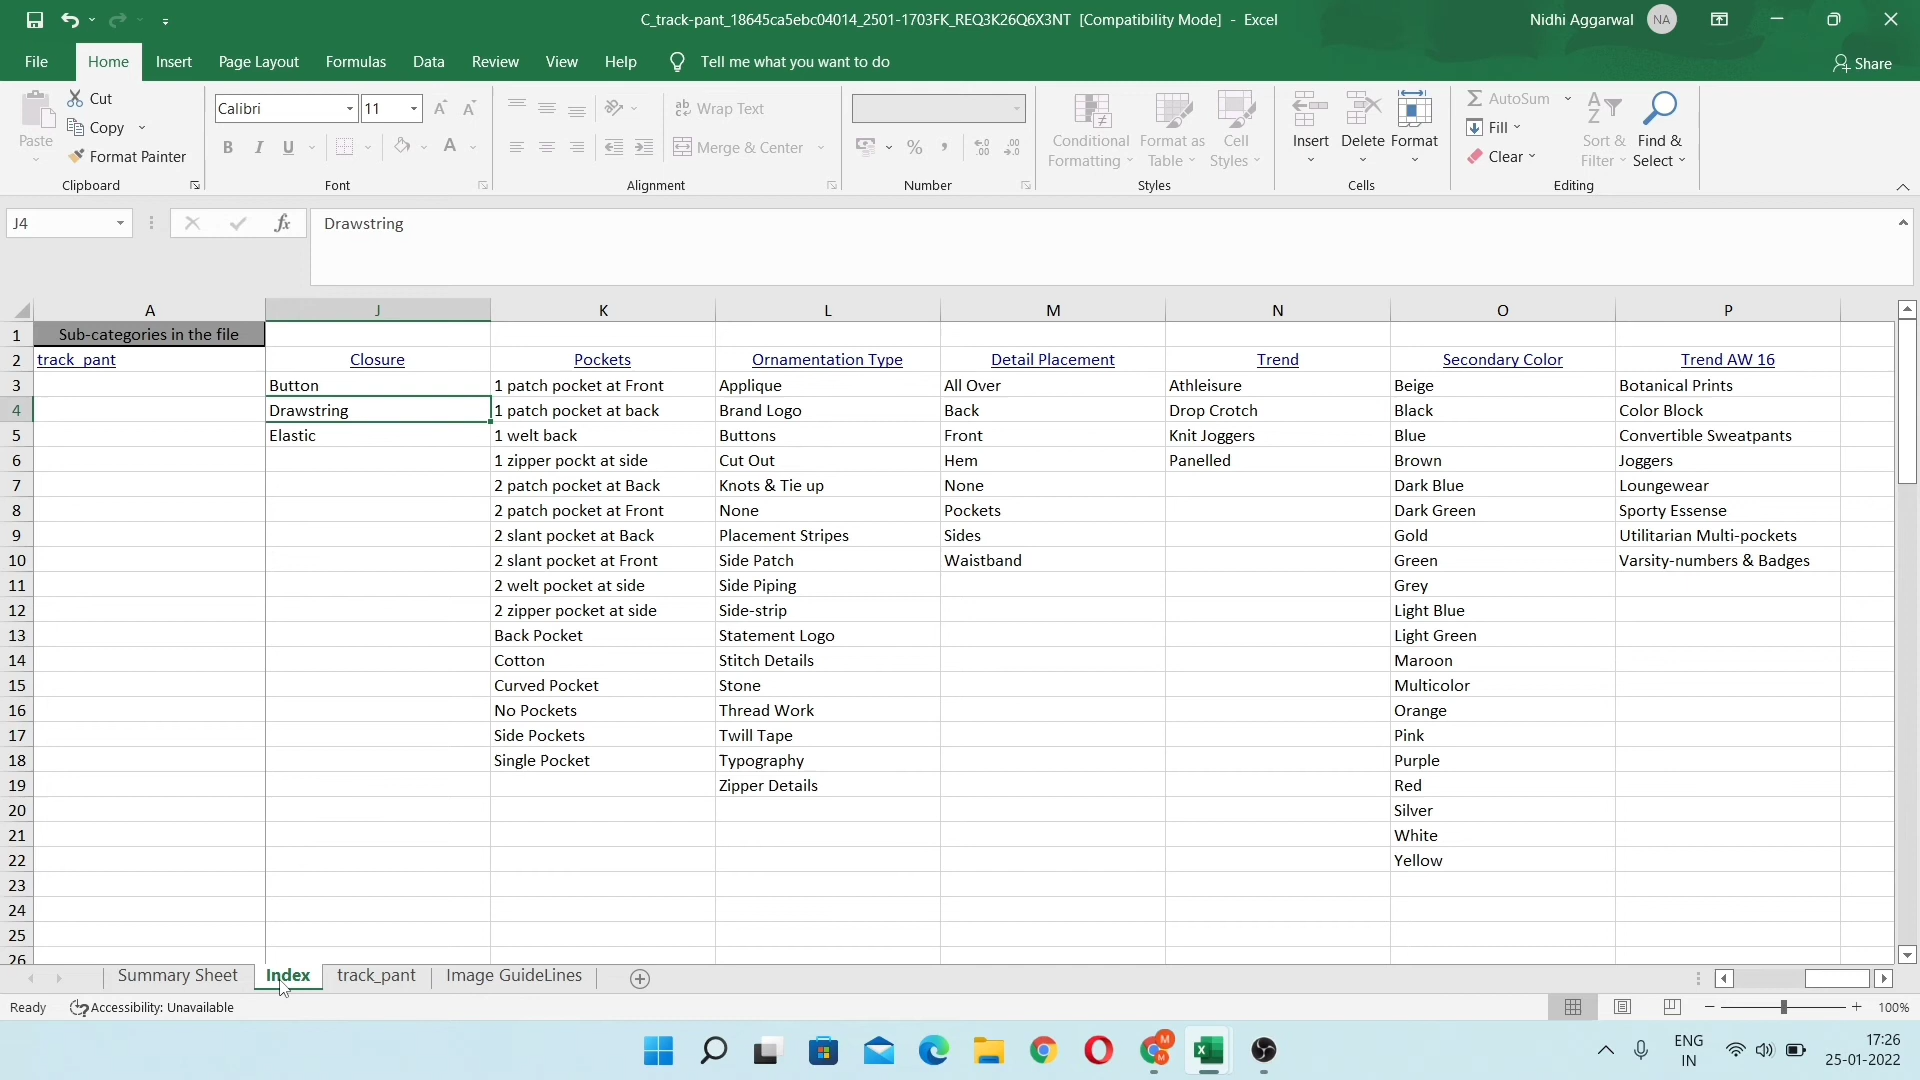 C_track-pant_18645ca5ebc04014_2501-1703FK_REQ3K26Q6X3NT [Compatibility Mode] - Excel
Nidhi Aggarwal NA
File Home Insert Page Layout Formulas Data Review View Help Tell me what you want to do Share
Paste Cut Copy Format Painter Clipboard
Calibri 11 B I U A Font
Wrap Text Merge & Center Alignment
% , Number
Conditional Formatting Format as Table Cell Styles Styles
Insert Delete Format Cells
AutoSum Fill Clear Sort & Filter Find & Select Editing
J4 fx Drawstring
A J K L M N O P
1 Sub-categories in the file
2 track_pant Closure Pockets Ornamentation Type Detail Placement Trend Secondary Color Trend AW 16
3 Button 1 patch pocket at Front Applique All Over Athleisure Beige Botanical Prints
4 Drawstring 1 patch pocket at back Brand Logo Back Drop Crotch Black Color Block
5 Elastic 1 welt back Buttons Front Knit Joggers Blue Convertible Sweatpants
6 1 zipper pockt at side Cut Out Hem Panelled Brown Joggers
7 2 patch pocket at Back Knots & Tie up None Dark Blue Loungewear
8 2 patch pocket at Front None Pockets Dark Green Sporty Essense
9 2 slant pocket at Back Placement Stripes Sides Gold Utilitarian Multi-pockets
10 2 slant pocket at Front Side Patch Waistband Green Varsity-numbers & Badges
11 2 welt pocket at side Side Piping Grey
12 2 zipper pocket at side Side-strip Light Blue
13 Back Pocket Statement Logo Light Green
14 Cotton Stitch Details Maroon
15 Curved Pocket Stone Multicolor
16 No Pockets Thread Work Orange
17 Side Pockets Twill Tape Pink
18 Single Pocket Typography Purple
19 Zipper Details Red
20 Silver
21 White
22 Yellow
23
24
25
26
Summary Sheet Index track_pant Image GuideLines
Ready Accessibility: Unavailable 100%
ENG IN 17:26 25-01-2022